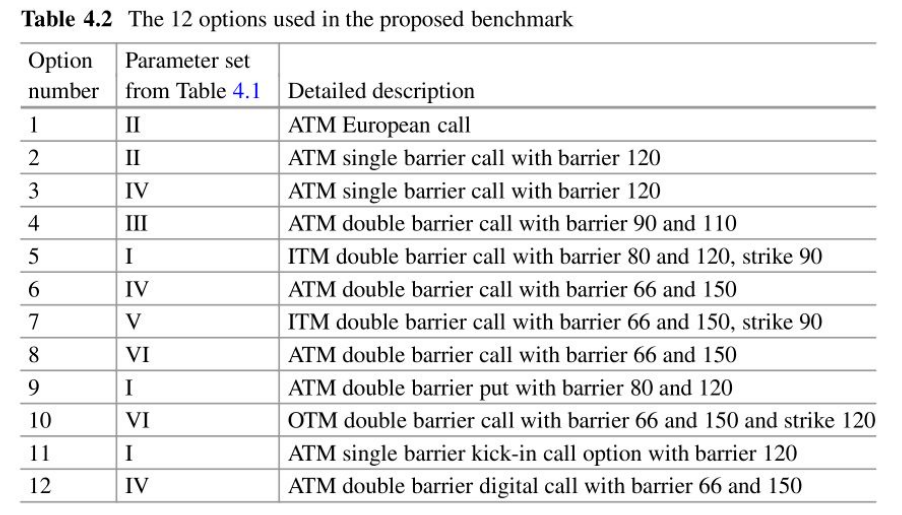 Table 4.2 The 12 options used in the proposed benchmark
Option number | Parameter set from Table 4.1 | Detailed description
1 | II | ATM European call
2 | II | ATM single barrier call with barrier 120
3 | IV | ATM single barrier call with barrier 120
4 | III | ATM double barrier call with barrier 90 and 110
5 | I | ITM double barrier call with barrier 80 and 120, strike 90
6 | IV | ATM double barrier call with barrier 66 and 150
7 | V | ITM double barrier call with barrier 66 and 150, strike 90
8 | VI | ATM double barrier call with barrier 66 and 150
9 | I | ATM double barrier put with barrier 80 and 120
10 | VI | OTM double barrier call with barrier 66 and 150 and strike 120
11 | I | ATM single barrier kick-in call option with barrier 120
12 | IV | ATM double barrier digital call with barrier 66 and 150